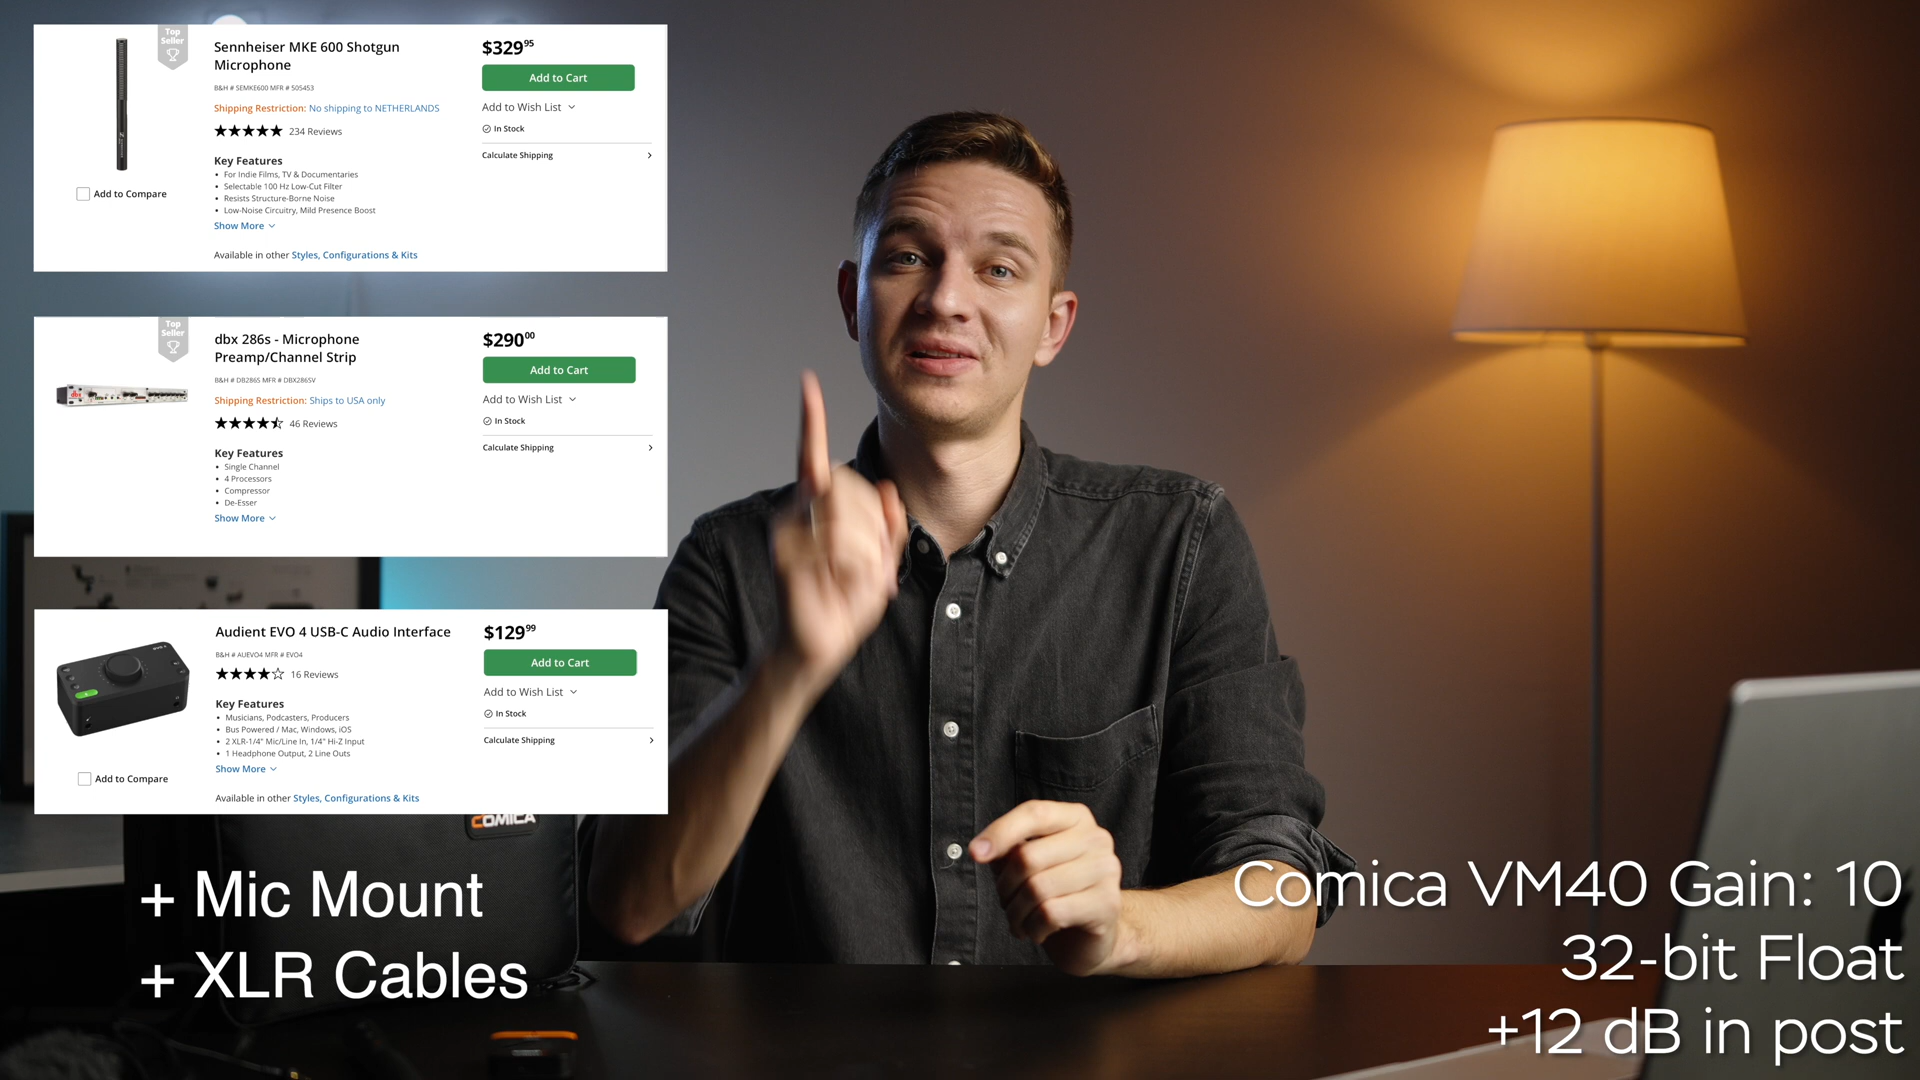 Top
Seller
Sennheiser MKE 600 Shotgun
Microphone
B&H # SEMKE600 MFR # 505453
Shipping Restriction: No shipping to NETHERLANDS
234 Reviews
Key Features
For Indie Films, TV & Documentaries
Selectable 100 Hz Low-Cut Filter
Resists Structure-Borne Noise
Low-Noise Circuitry, Mild Presence Boost
Show More
Available in other Styles, Configurations & Kits
Add to Compare
$329 95
Add to Cart
Add to Wish List
In Stock
Calculate Shipping
Top
Seller
dbx
dbx 286s - Microphone
Preamp/Channel Strip
B&H # DB286S MFR # DBX286SV
Shipping Restriction: Ships to USA only
46 Reviews
Key Features
Single Channel
4 Processors
Compressor
De-Esser
Show More
$290 00
Add to Cart
Add to Wish List
In Stock
Calculate Shipping
Audient EVO 4 USB-C Audio Interface
B&H # AUEVO4 MFR # EVO4
16 Reviews
Key Features
Musicians, Podcasters, Producers
Bus Powered / Mac, Windows, iOS
2 XLR-1/4" Mic/Line In, 1/4" Hi-Z Input
1 Headphone Output, 2 Line Outs
Show More
Available in other Styles, Configurations & Kits
Add to Compare
$129 99
Add to Cart
Add to Wish List
In Stock
Calculate Shipping
COMICA
+ Mic Mount
+ XLR Cables
Comica VM40 Gain: 10
32-bit Float
+12 dB in post